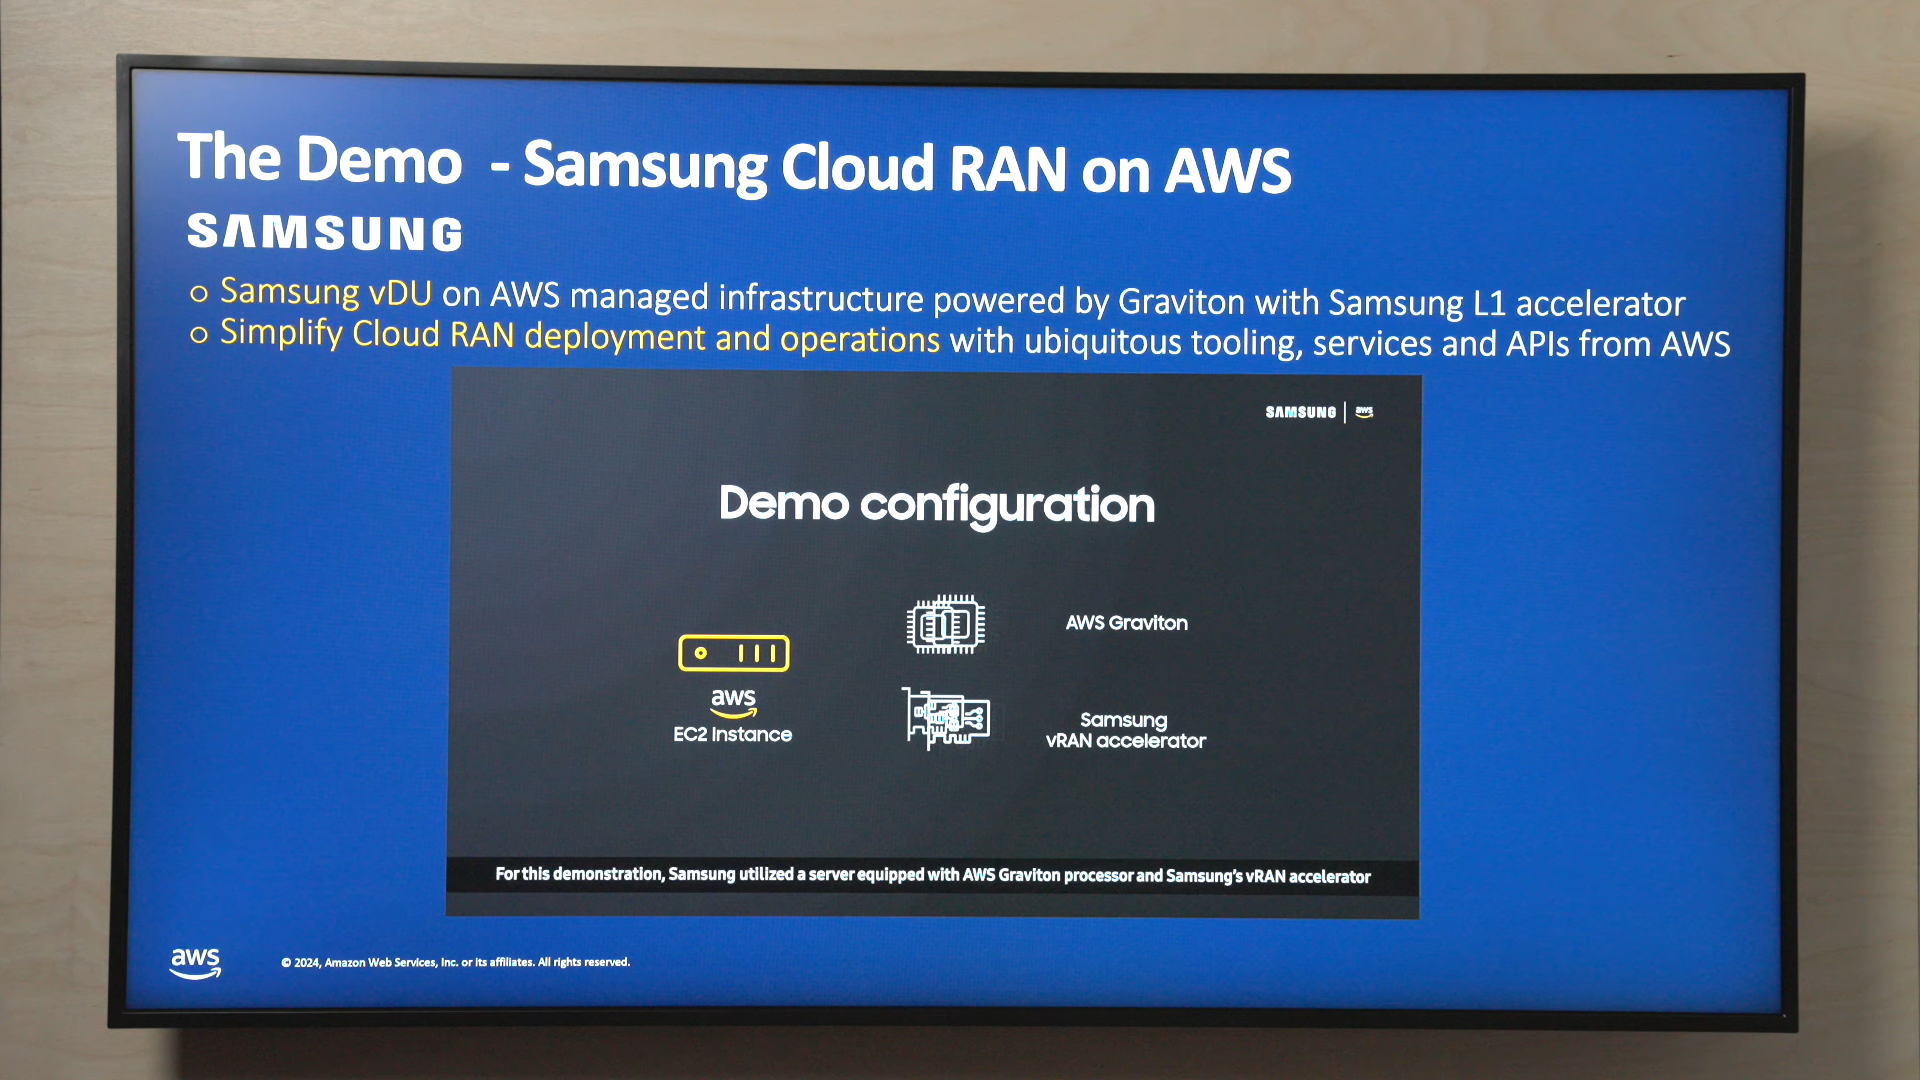 The Demo - Samsung Cloud RAN on AWS
SAMSUNG
○ Samsung vDU on AWS managed infrastructure powered by Graviton with Samsung L1 accelerator
○ Simplify Cloud RAN deployment and operations with ubiquitous tooling, services and APIs from AWS
SAMSUNG | aws
Demo configuration
AWS Graviton
aws
EC2 Instance
Samsung
vRAN accelerator
For this demonstration, Samsung utilized a server equipped with AWS Graviton processor and Samsung's vRAN accelerator
aws
© 2024, Amazon Web Services, Inc. or its affiliates. All rights reserved.